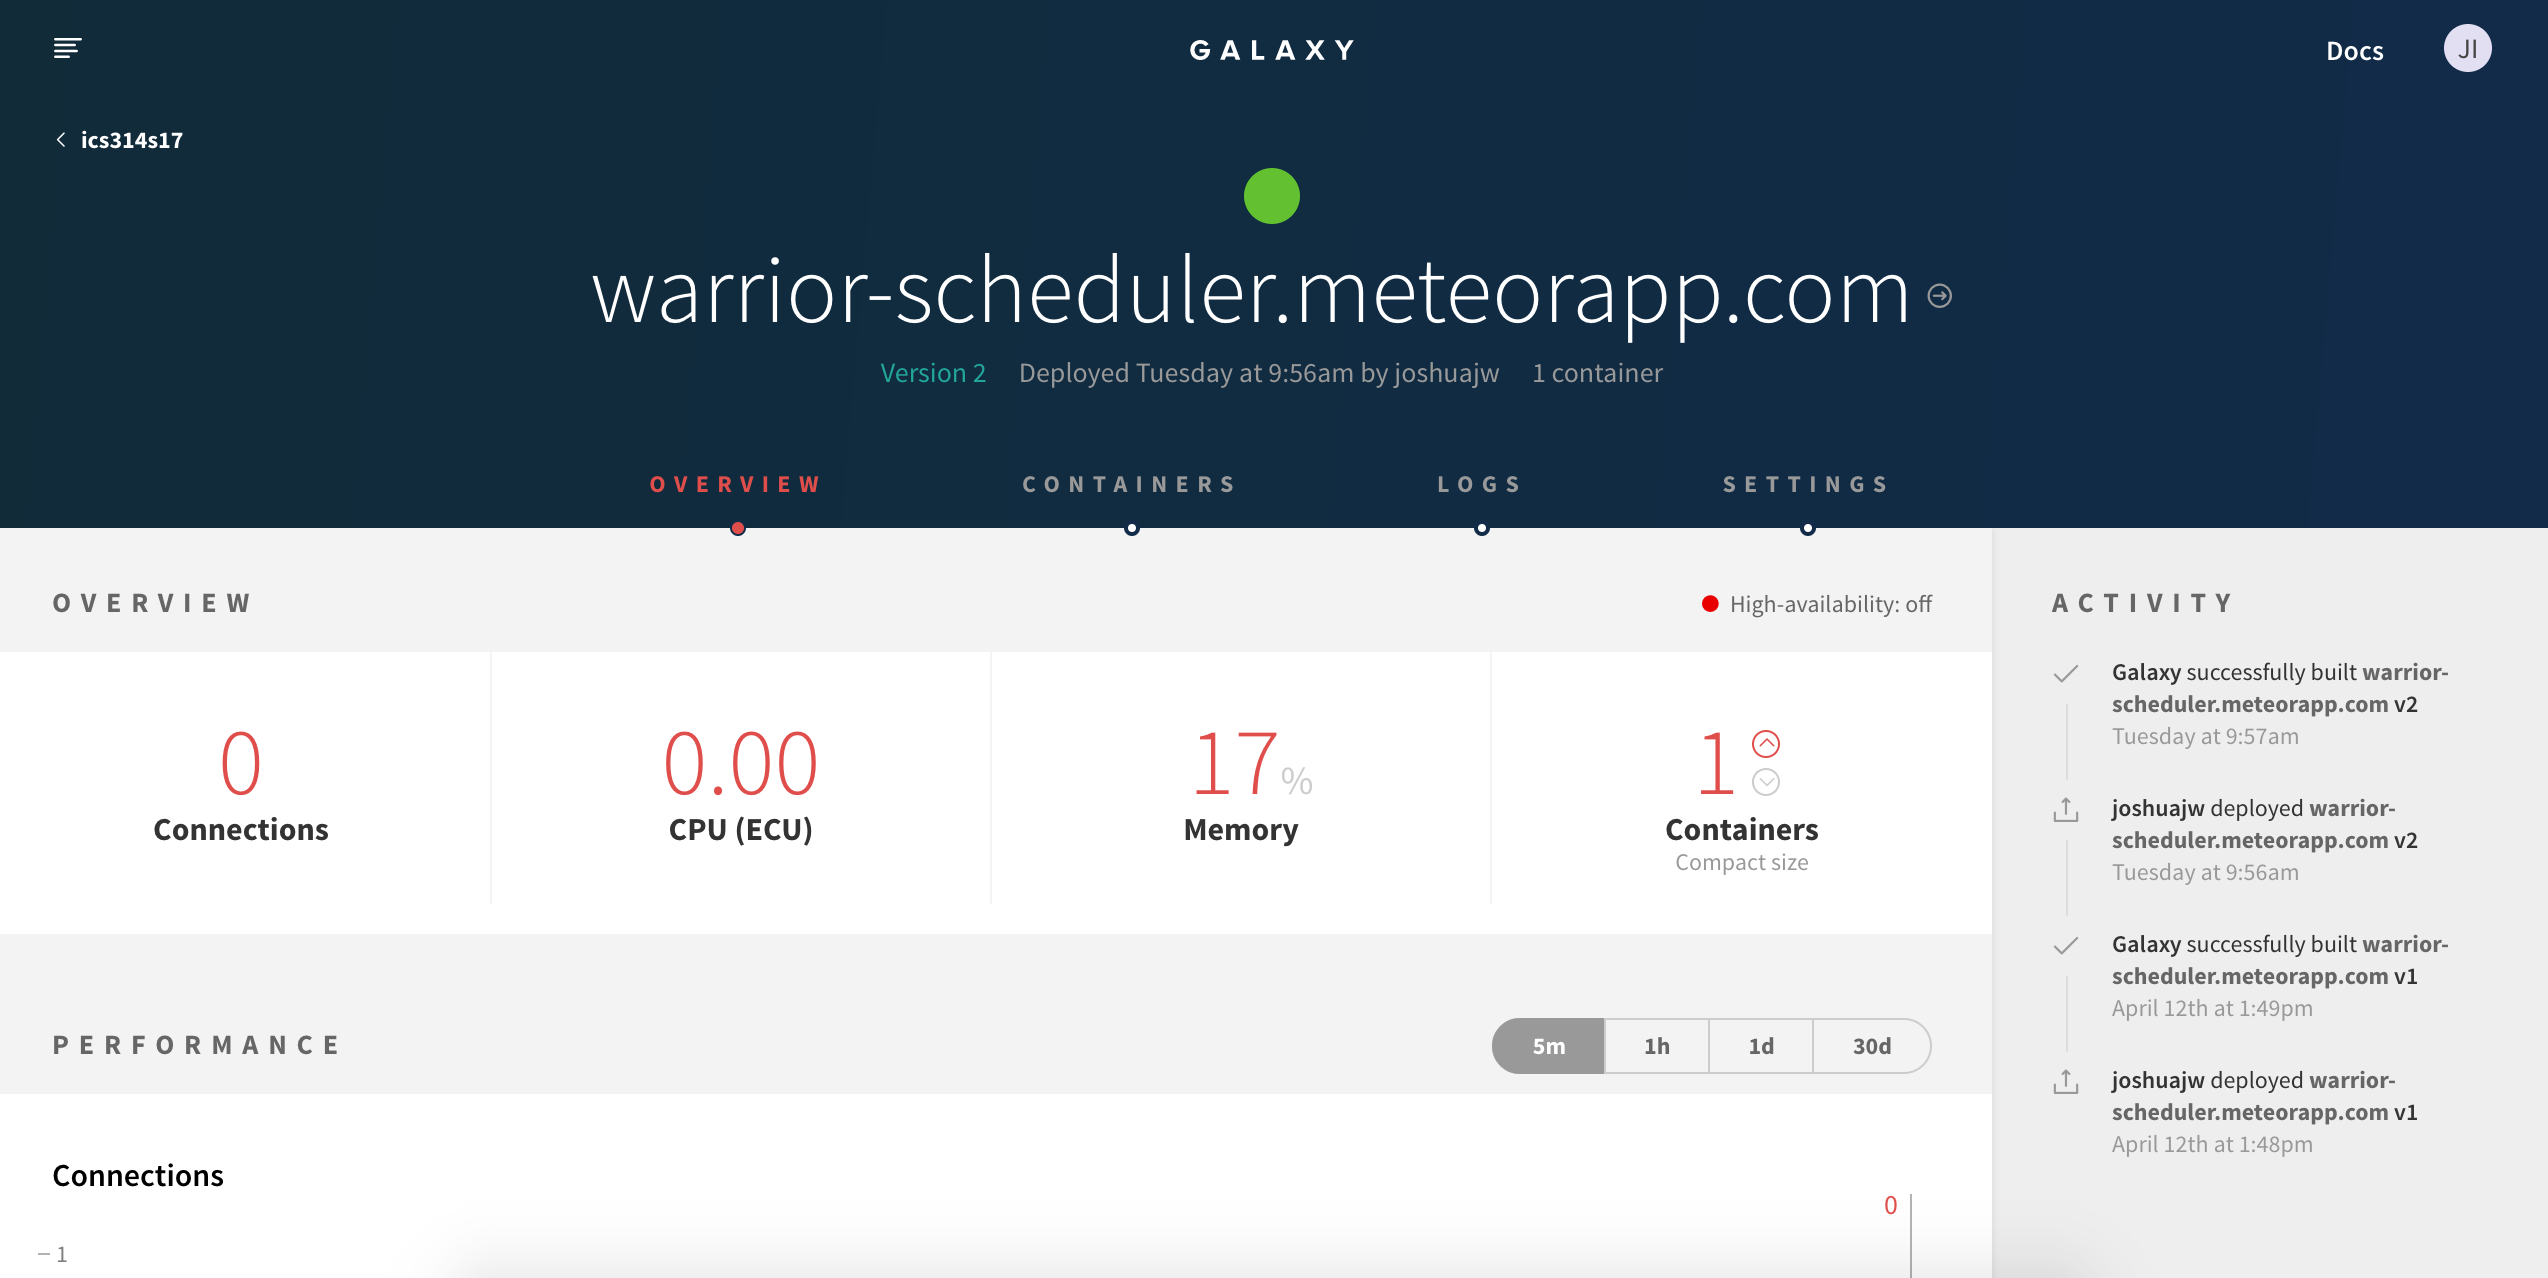 GALAXY
Docs
JI
ics314s17
warrior-scheduler.meteorapp.com
Version 2 Deployed Tuesday at 9:56am by joshuajw 1 container
OVERVIEW CONTAINERS LOGS SETTINGS
OVERVIEW
High-availability: off
0
Connections
0.00
CPU (ECU)
17%
Memory
1
Containers
Compact size
PERFORMANCE
5m 1h 1d 30d
Connections
0
1
ACTIVITY
Galaxy successfully built warrior-
scheduler.meteorapp.com v2
Tuesday at 9:57am
joshuajw deployed warrior-
scheduler.meteorapp.com v2
Tuesday at 9:56am
Galaxy successfully built warrior-
scheduler.meteorapp.com v1
April 12th at 1:49pm
joshuajw deployed warrior-
scheduler.meteorapp.com v1
April 12th at 1:48pm